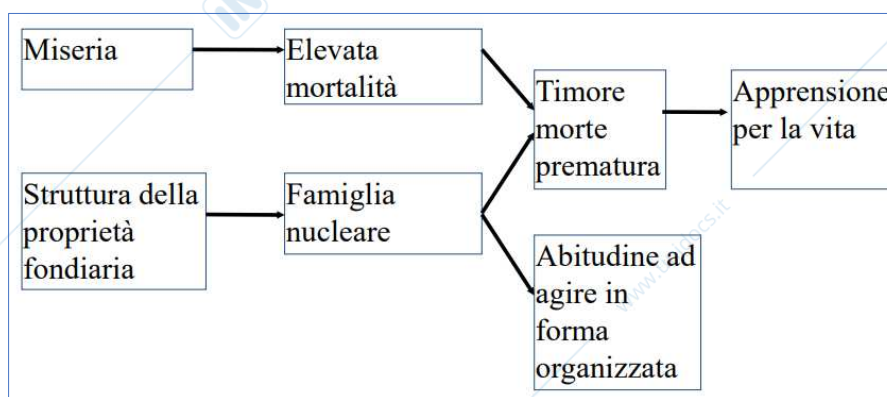 Miseria
Elevata
mortalità
Timore
morte
prematura
Apprensione
per la vita
Struttura della
proprietà
fondiaria
Famiglia
nucleare
Abitudine ad
agire in
forma
organizzata